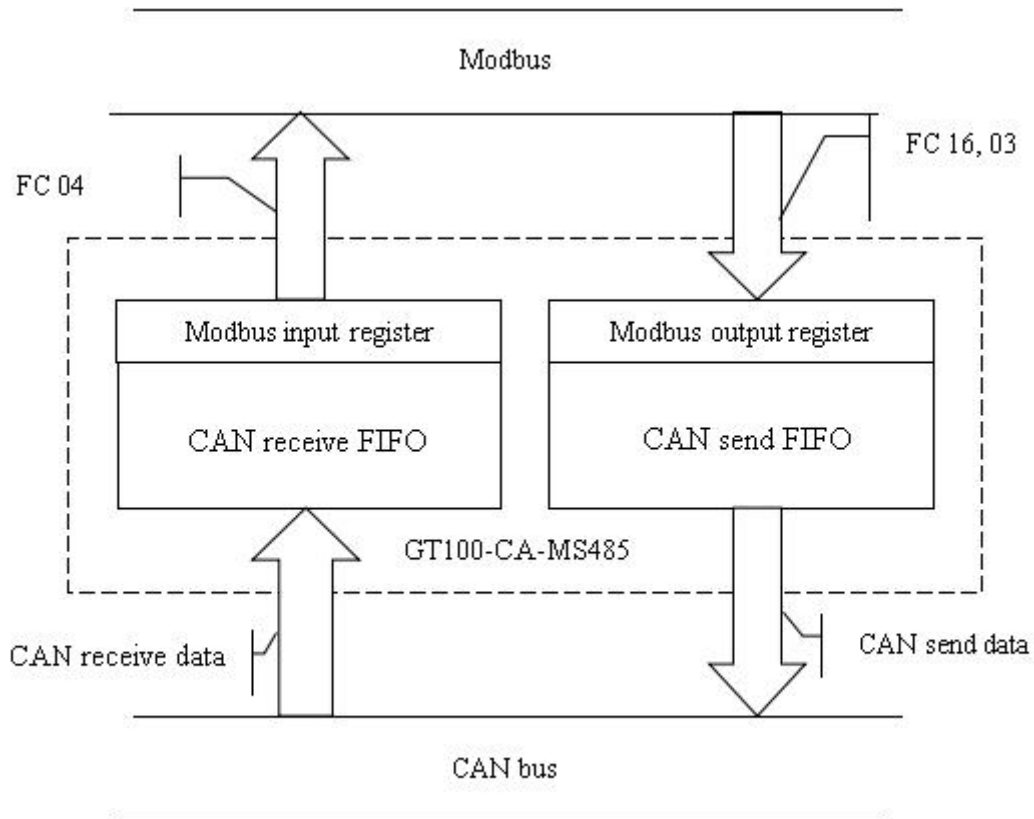 Modbus
FC 16, 03
FC 04
Modbus input register
Modbus output register
CAN receive FIFO
CAN send FIFO
GT100-CA-MS485
CAN receive data
CAN send data
CAN bus